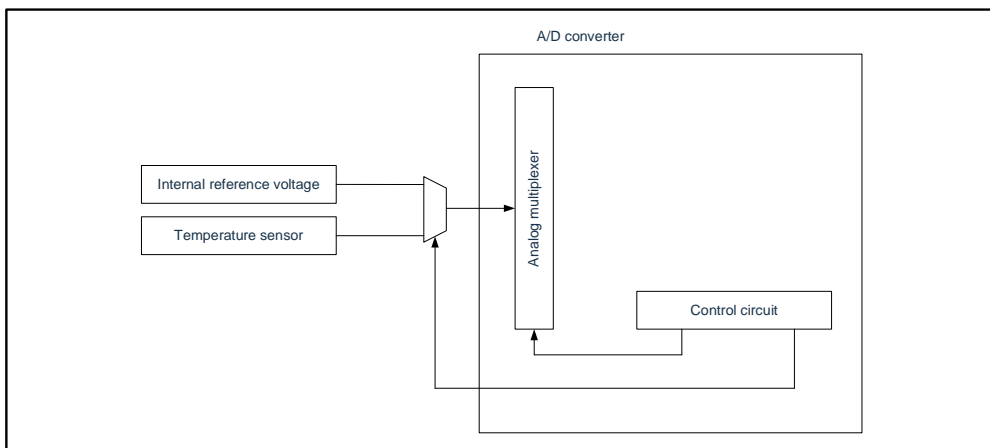 A/D converter
Internal reference voltage
Temperature sensor
Analog multiplexer
Control circuit